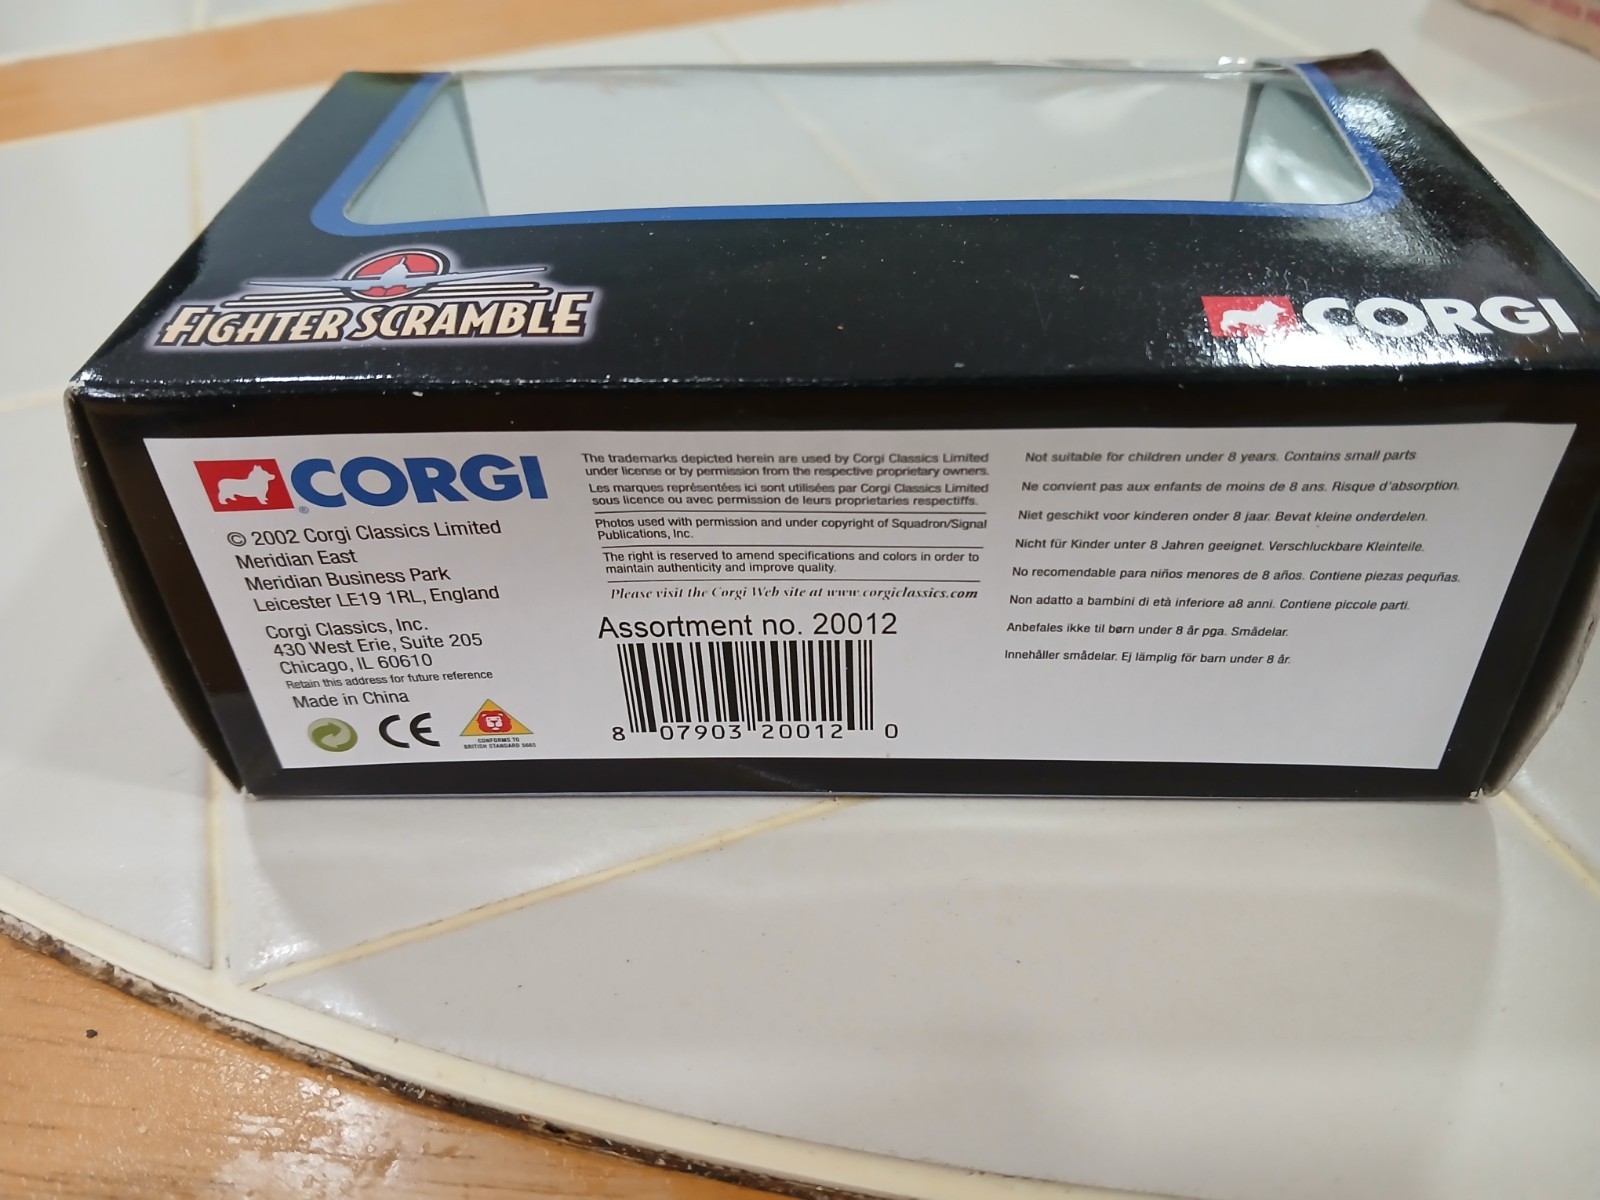 FIGHTER SCRAMBLE
CORGI
CORGI
®
© 2002 Corgi Classics Limited
Meridian East
Meridian Business Park
Leicester LE19 1RL, England
Corgi Classics, Inc.
430 West Erie, Suite 205
Chicago, IL 60610
Retain this address for future reference
Made in China
CE
CONFORMS TO
BRITISH STANDARD 5665
The trademarks depicted herein are used by Corgi Classics Limited
under license or by permission from the respective proprietary owners.
Les marques représentées ici sont utilisées par Corgi Classics Limited
sous licence ou avec permission de leurs proprietaries respectiffs.
Photos used with permission and under copyright of Squadron/Signal
Publications, Inc.
The right is reserved to amend specifications and colors in order to
maintain authenticity and improve quality.
Please visit the Corgi Web site at www.corgiclassics.com
Assortment no. 20012
8 07903 20012 0
Not suitable for children under 8 years. Contains small parts
Ne convient pas aux enfants de moins de 8 ans. Risque d'absorption.
Niet geschikt voor kinderen onder 8 jaar. Bevat kleine onderdelen.
Nicht für Kinder unter 8 Jahren geeignet. Verschluckbare Kleinteile.
No recomendable para niños menores de 8 años. Contiene piezas pequñas.
Non adatto a bambini di età inferiore a8 anni. Contiene piccole parti.
Anbefales ikke til børn under 8 år pga. Smådelar.
Innehåller smådelar. Ej lämplig för barn under 8 år.